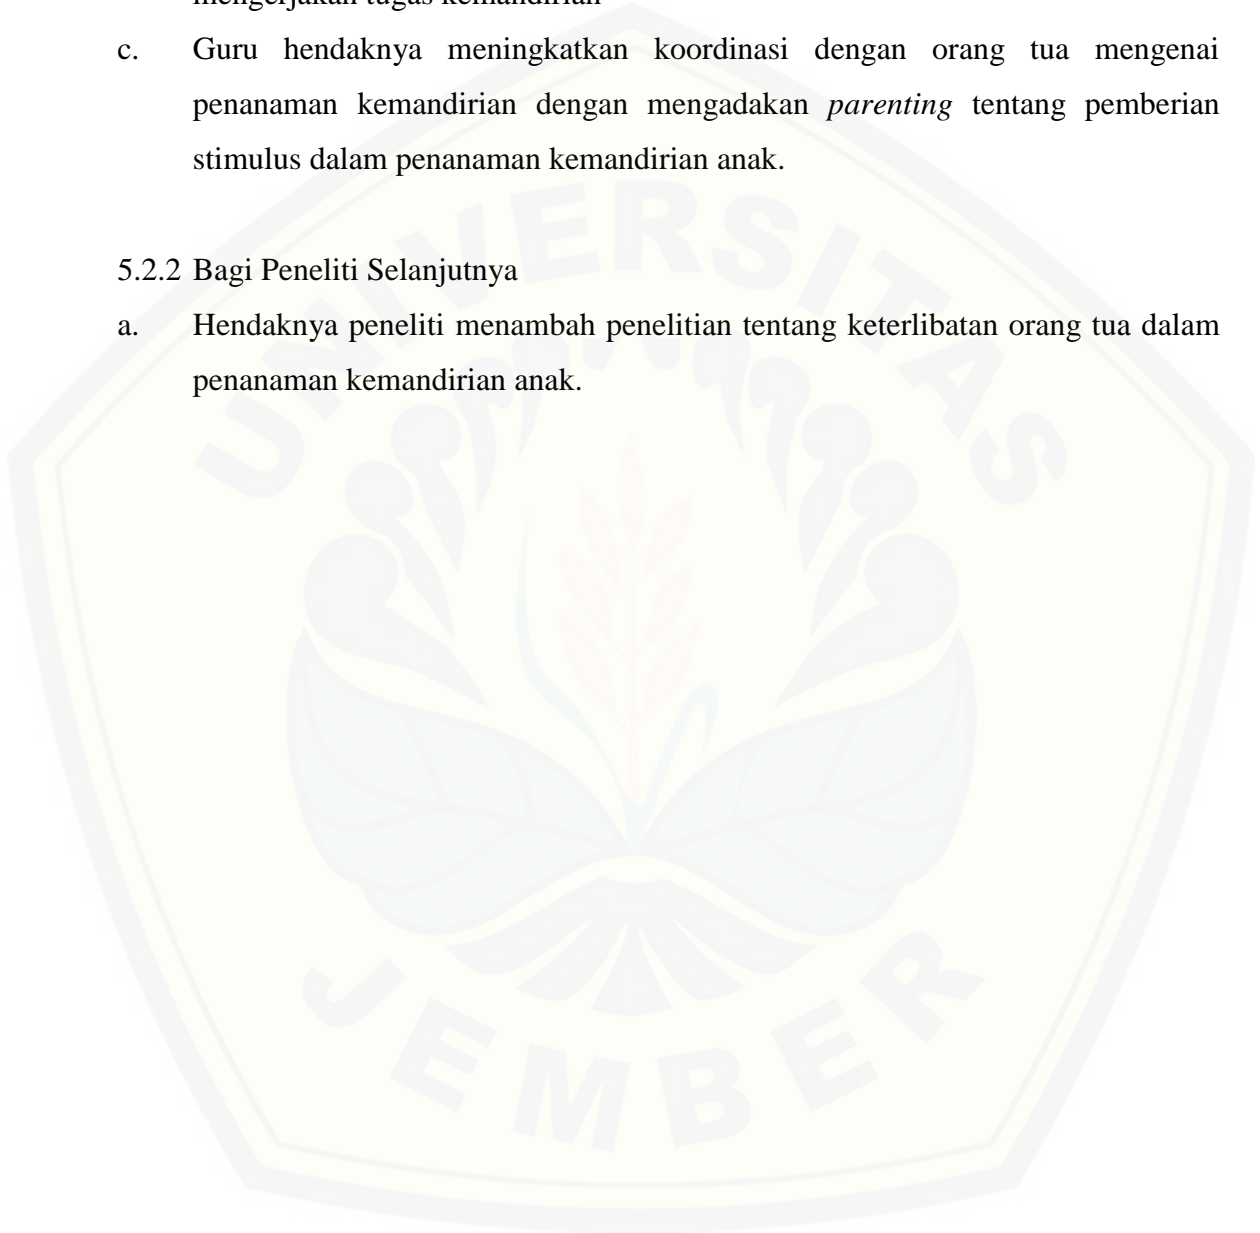 mengerjakan tugas kemandirian
c. Guru hendaknya meningkatkan koordinasi dengan orang tua mengenai
penanaman kemandirian dengan mengadakan parenting tentang pemberian
stimulus dalam penanaman kemandirian anak.
5.2.2 Bagi Peneliti Selanjutnya
a. Hendaknya peneliti menambah penelitian tentang keterlibatan orang tua dalam
penanaman kemandirian anak.
UNIVERSITAS
JEMBER